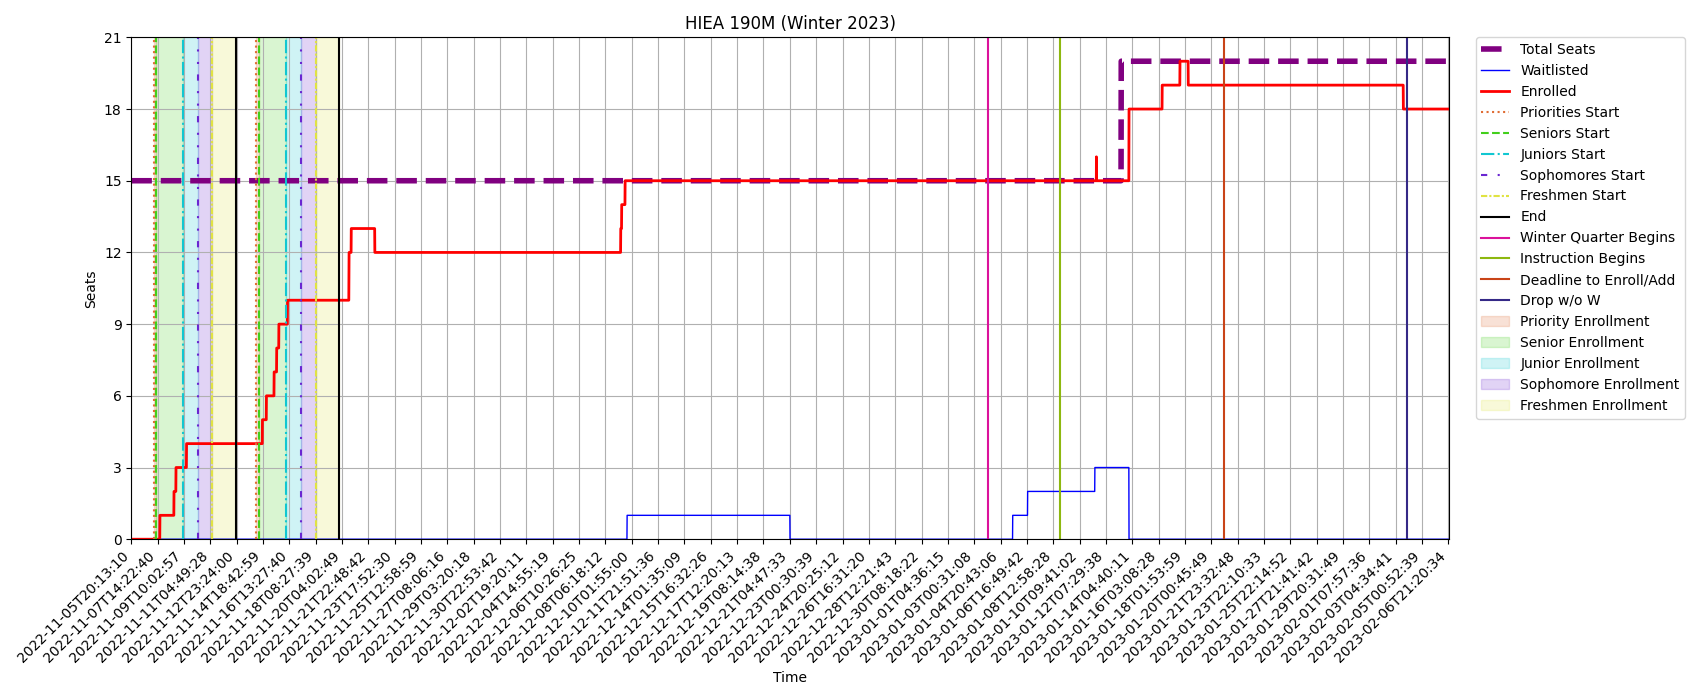 HIEA 190M (Winter 2023)
21
18
15
12
9
6
3
0
Seats
2022-11-05T20:13:10
2022-11-07T14:22:40
2022-11-09T10:02:57
2022-11-11T04:49:28
2022-11-12T23:24:00
2022-11-14T18:42:59
2022-11-16T13:27:40
2022-11-18T08:27:39
2022-11-20T04:02:49
2022-11-21T22:48:42
2022-11-23T17:52:30
2022-11-25T12:58:59
2022-11-27T08:06:16
2022-11-29T03:20:18
2022-11-30T22:53:42
2022-12-02T19:20:11
2022-12-04T14:55:19
2022-12-06T10:26:25
2022-12-08T06:18:12
2022-12-10T01:55:00
2022-12-11T21:51:36
2022-12-14T01:35:09
2022-12-15T16:32:26
2022-12-17T12:20:13
2022-12-19T08:14:38
2022-12-21T04:47:33
2022-12-23T00:30:39
2022-12-24T20:25:12
2022-12-26T16:31:20
2022-12-28T12:21:43
2022-12-30T08:18:22
2023-01-01T04:36:15
2023-01-03T00:31:08
2023-01-04T20:43:06
2023-01-06T16:49:42
2023-01-08T12:58:28
2023-01-10T09:41:02
2023-01-12T07:29:38
2023-01-14T04:40:11
2023-01-16T03:08:28
2023-01-18T01:53:59
2023-01-20T00:45:49
2023-01-21T23:32:48
2023-01-23T22:10:33
2023-01-25T22:14:52
2023-01-27T21:41:42
2023-01-29T20:31:49
2023-02-01T07:57:36
2023-02-03T04:34:41
2023-02-05T00:52:39
2023-02-06T21:20:34
Time
Total Seats
Waitlisted
Enrolled
Priorities Start
Seniors Start
Juniors Start
Sophomores Start
Freshmen Start
End
Winter Quarter Begins
Instruction Begins
Deadline to Enroll/Add
Drop w/o W
Priority Enrollment
Senior Enrollment
Junior Enrollment
Sophomore Enrollment
Freshmen Enrollment